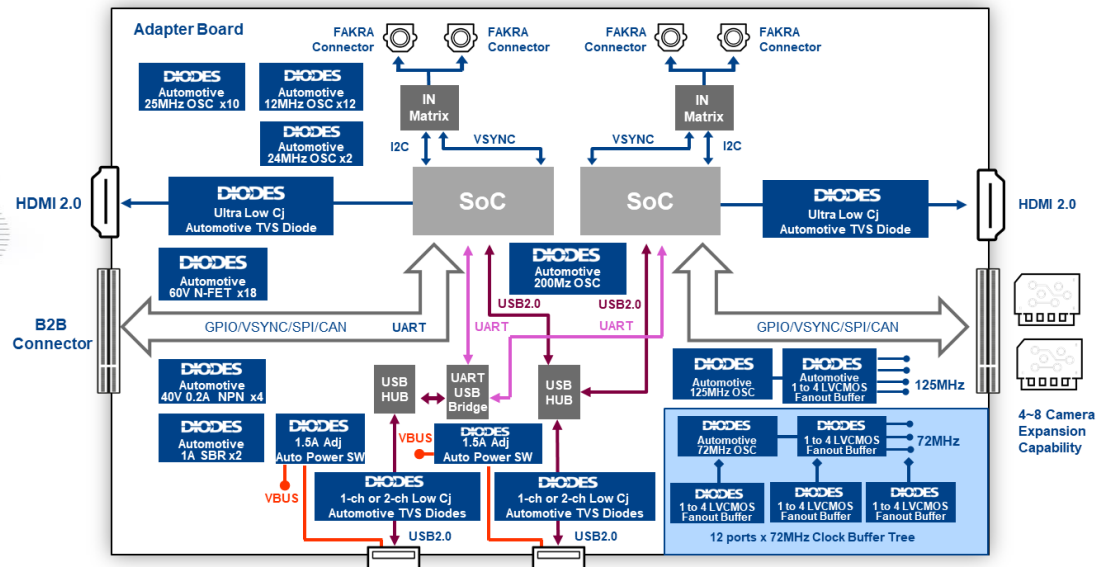 Adapter Board
FAKRA
Connector
FAKRA
Connector
FAKRA
Connector
FAKRA
Connector
DIODES
Automotive
25MHz OSC x10
DIODES
Automotive
12MHz OSC x12
DIODES
Automotive
24MHz OSC x2
IN
Matrix
IN
Matrix
I2C
VSYNC
VSYNC
I2C
SoC
SoC
HDMI 2.0
DIODES
Ultra Low Cj
Automotive TVS Diode
DIODES
Ultra Low Cj
Automotive TVS Diode
HDMI 2.0
DIODES
Automotive
60V N-FET x18
DIODES
Automotive
200Mz OSC
USB2.0
USB2.0
B2B
Connector
GPIO/VSYNC/SPI/CAN
UART
UART
UART
GPIO/VSYNC/SPI/CAN
DIODES
Automotive
40V 0.2A NPN x4
USB
HUB
UART
USB
Bridge
USB
HUB
DIODES
Automotive
125MHz OSC
DIODES
Automotive
1 to 4 LVCMOS
Fanout Buffer
125MHz
4~8 Camera
Expansion
Capability
DIODES
Automotive
1A SBR x2
DIODES
1.5A Adj
Auto Power SW
VBUS
DIODES
1.5A Adj
Auto Power SW
VBUS
DIODES
Automotive
72MHz OSC
DIODES
1 to 4 LVCMOS
Fanout Buffer
72MHz
DIODES
1-ch or 2-ch Low Cj
Automotive TVS Diodes
DIODES
1-ch or 2-ch Low Cj
Automotive TVS Diodes
DIODES
1 to 4 LVCMOS
Fanout Buffer
DIODES
1 to 4 LVCMOS
Fanout Buffer
DIODES
1 to 4 LVCMOS
Fanout Buffer
USB2.0
USB2.0
12 ports x 72MHz Clock Buffer Tree